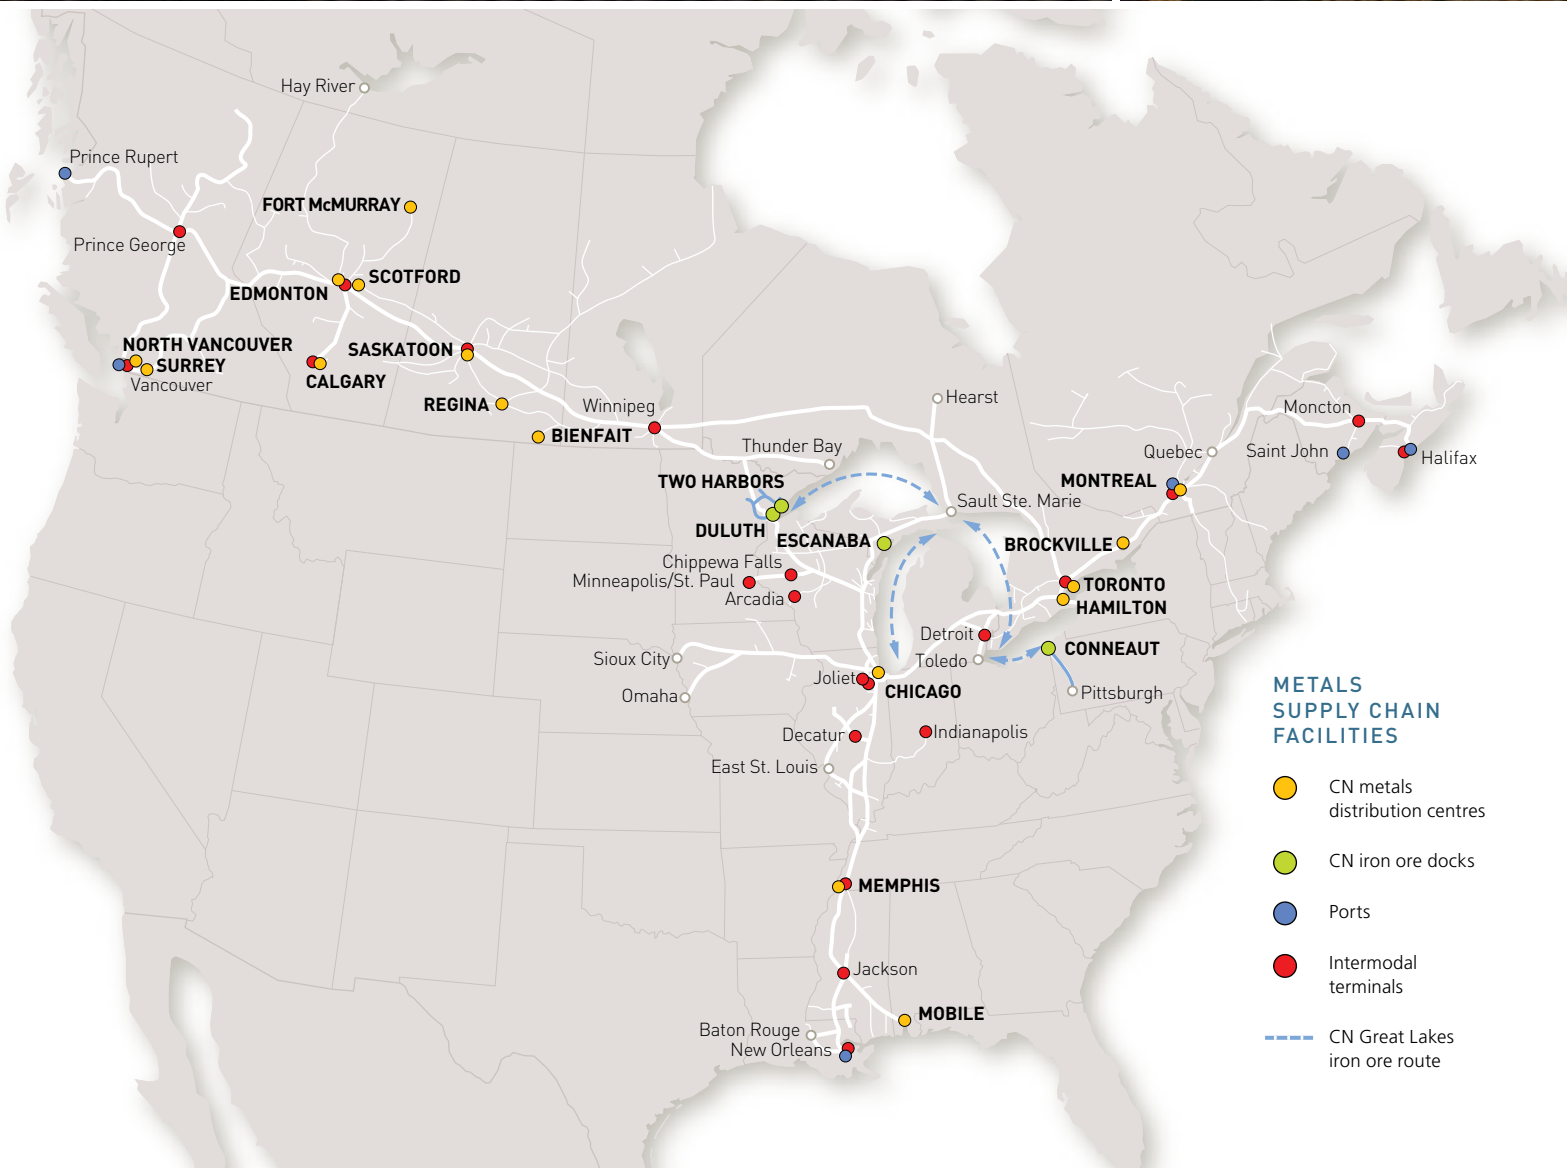 Hay River
Prince Rupert
FORT McMURRAY
Prince George
SCOTFORD
EDMONTON
NORTH VANCOUVER
SURREY
Vancouver
SASKATOON
CALGARY
REGINA
Winnipeg
BIENFAIT
Hearst
Thunder Bay
Moncton
Quebec
Saint John
Halifax
TWO HARBORS
MONTREAL
Sault Ste. Marie
DULUTH
ESCANABA
BROCKVILLE
Chippewa Falls
Minneapolis/St. Paul
Arcadia
TORONTO
HAMILTON
Detroit
Toledo
CONNEAUT
Sioux City
Joliet
CHICAGO
Omaha
Pittsburgh
Decatur
Indianapolis
East St. Louis
MEMPHIS
Jackson
MOBILE
Baton Rouge
New Orleans
METALS
SUPPLY CHAIN
FACILITIES
CN metals
distribution centres
CN iron ore docks
Ports
Intermodal
terminals
CN Great Lakes
iron ore route